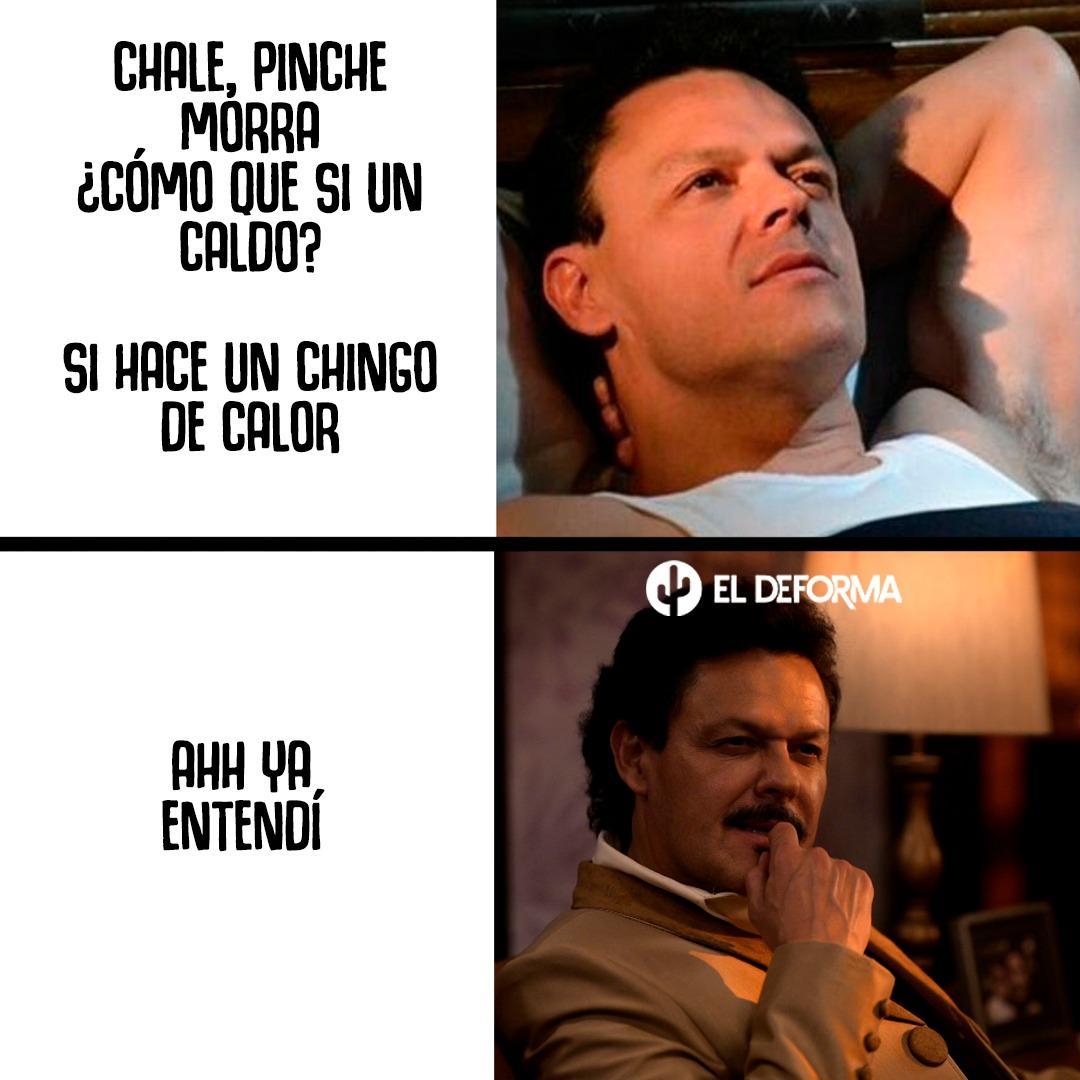 CHALE, PINCHE
MORRA
¿CÓMO QUE SI UN
CALDO?
SI HACE UN CHINGO
DE CALOR
EL DEFORMA
AHH YA
ENTENDÍ